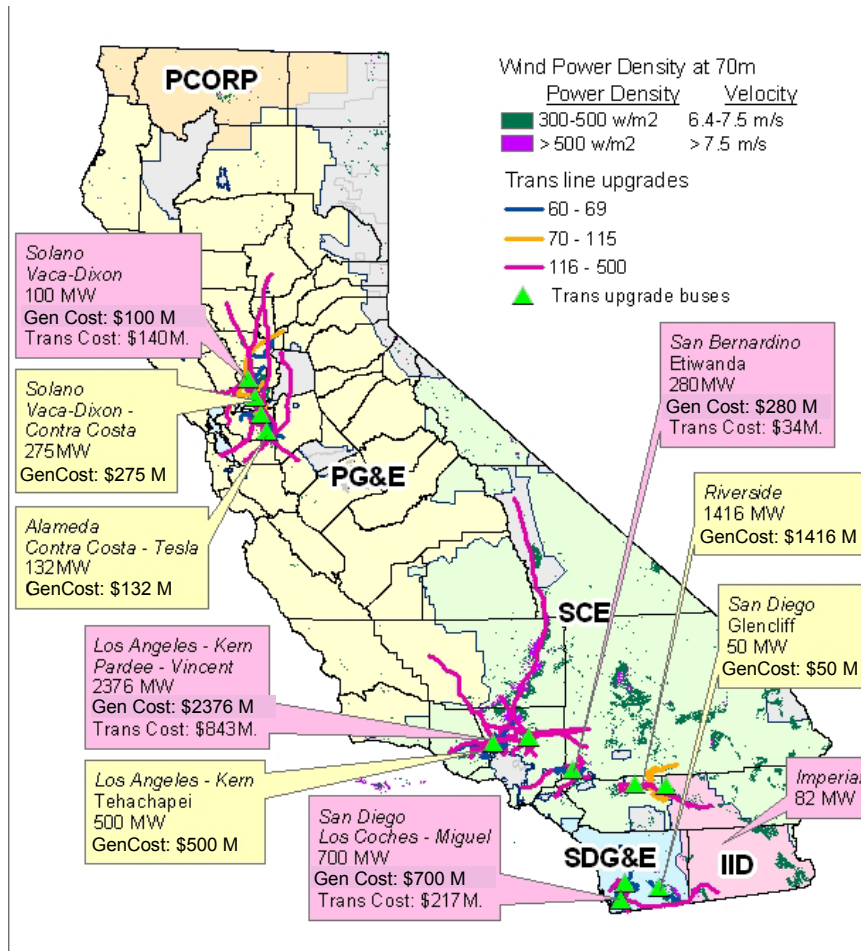 PCORP
Wind Power Density at 70m
Power Density Velocity
300-500 w/m2 6.4-7.5 m/s
> 500 w/m2 > 7.5 m/s
Trans line upgrades
60 - 69
70 - 115
116 - 500
Trans upgrade buses
Solano
Vaca-Dixon
100 MW
Gen Cost: $100 M
Trans Cost: $140M.
Solano
Vaca-Dixon -
Contra Costa
275MW
GenCost: $275 M
Alameda
Contra Costa - Tesla
132MW
GenCost: $132 M
PG&E
San Bernardino
Etiwanda
280MW
Gen Cost: $280 M
Trans Cost: $34M.
Riverside
1416 MW
GenCost: $1416 M
San Diego
Glencliff
50 MW
GenCost: $50 M
SCE
Los Angeles - Kern
Pardee - Vincent
2376 MW
Gen Cost: $2376 M
Trans Cost: $843M.
Los Angeles - Kern
Tehachapei
500 MW
GenCost: $500 M
San Diego
Los Coches - Miguel
700 MW
Gen Cost: $700 M
Trans Cost: $217M.
82 MW
SDG&E
IID